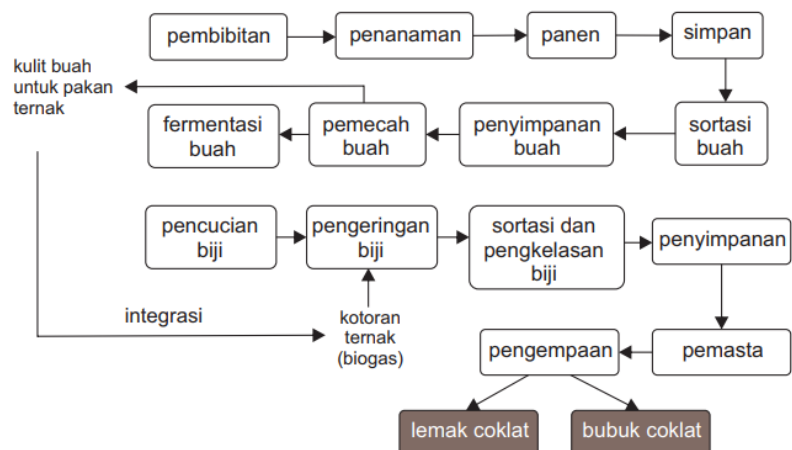 pembibitan
penanaman
panen
simpan
kulit buah
untuk pakan
ternak
fermentasi
buah
pemecah
buah
penyimpanan
buah
sortasi
buah
pencucian
biji
pengeringan
biji
sortasi dan
pengkelasan
biji
penyimpanan
integrasi
kotoran
ternak
(biogas)
pengempaan
pemasta
lemak coklat
bubuk coklat